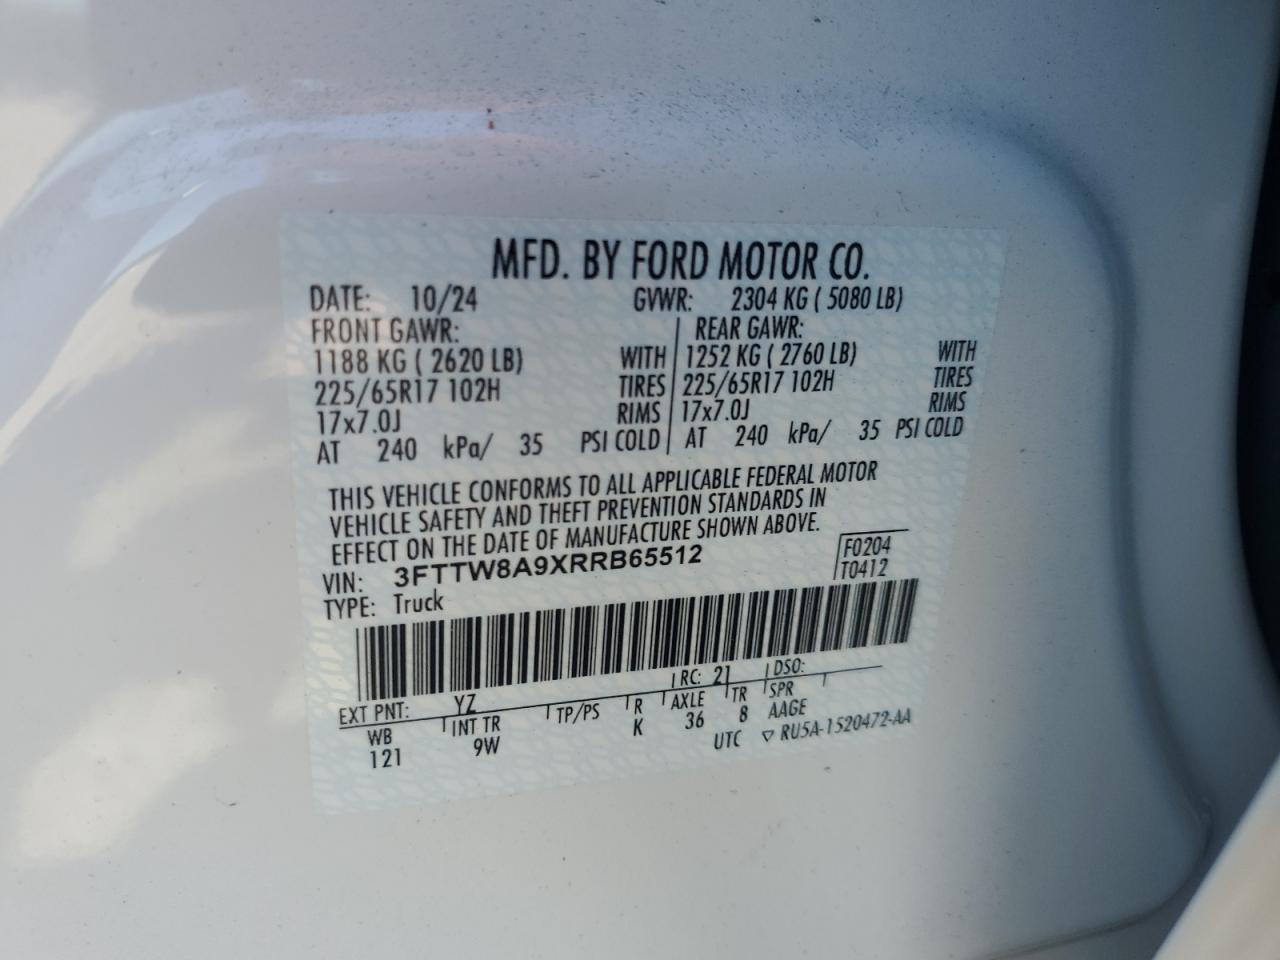 MFD. BY FORD MOTOR CO.
DATE: 10/24 GVWR: 2304 KG ( 5080 LB)
FRONT GAWR: REAR GAWR:
1188 KG ( 2620 LB) WITH 1252 KG ( 2760 LB) WITH
225/65R17 102H TIRES 225/65R17 102H TIRES
17x7.0J RIMS 17x7.0J RIMS
AT 240 kPa/ 35 PSI COLD AT 240 kPa/ 35 PSI COLD
THIS VEHICLE CONFORMS TO ALL APPLICABLE FEDERAL MOTOR
VEHICLE SAFETY AND THEFT PREVENTION STANDARDS IN
EFFECT ON THE DATE OF MANUFACTURE SHOWN ABOVE.
VIN: 3FTTW8A9XRRB65512 F0204
TYPE: Truck T0412
EXT PNT: YZ RC: 21 DSO:
WB INT TR TP/PS R AXLE TR SPR
121 9W K 36 8 AAGE
UTC ▽ RU5A-1520472-AA